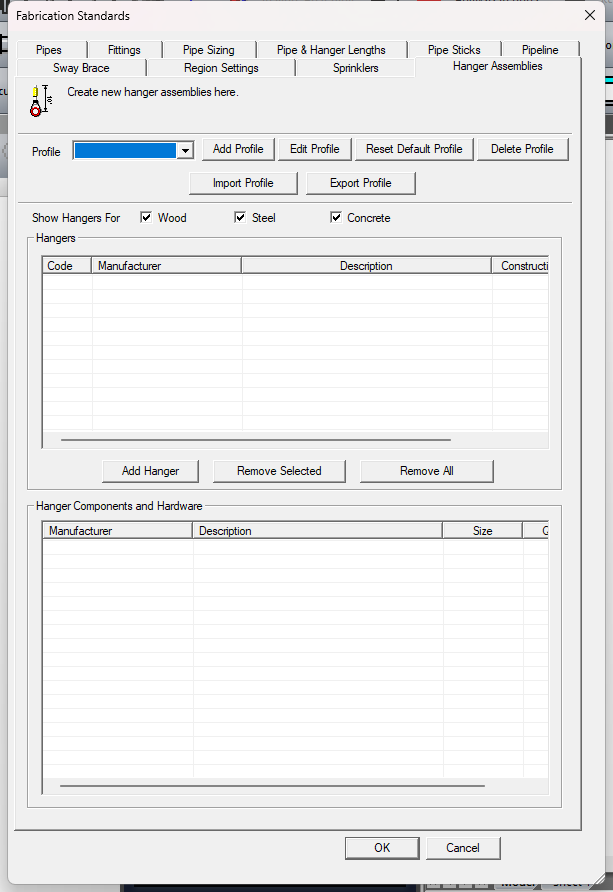 Fabrication Standards
Pipes Fittings Pipe Sizing Pipe & Hanger Lengths Pipe Sticks Pipeline
Sway Brace Region Settings Sprinklers Hanger Assemblies
Create new hanger assemblies here.
Profile Add Profile Edit Profile Reset Default Profile Delete Profile
Import Profile Export Profile
Show Hangers For Wood Steel Concrete
Hangers
Code Manufacturer Description Constructi
Add Hanger Remove Selected Remove All
Hanger Components and Hardware
Manufacturer Description Size
OK Cancel